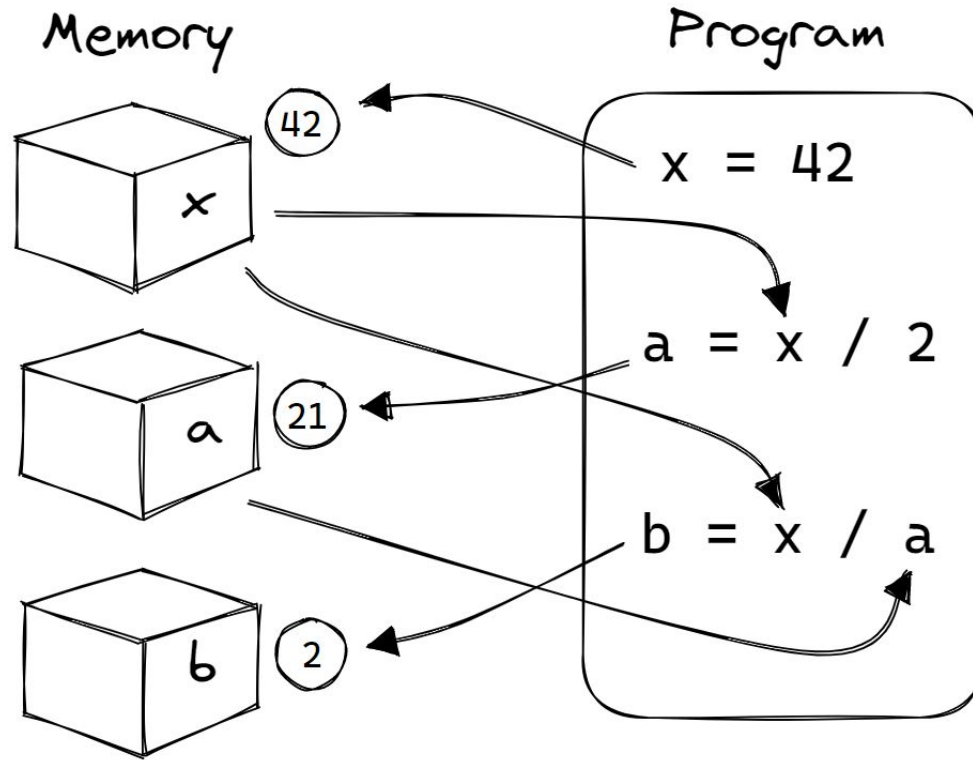 Memory
42
x
21
a
2
b
Program
x = 42
a = x / 2
b = x / a